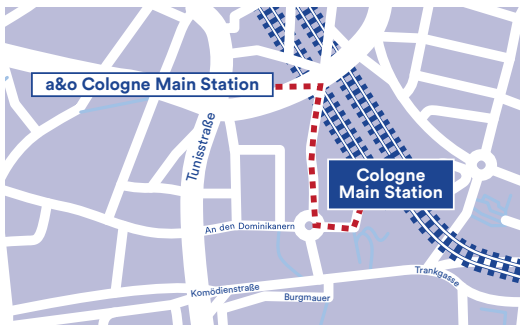 a&o Cologne Main Station
Tunisstraße
Cologne
Main Station
An den Dominikanern
Trankgasse
Komödienstraße
Burgmauer